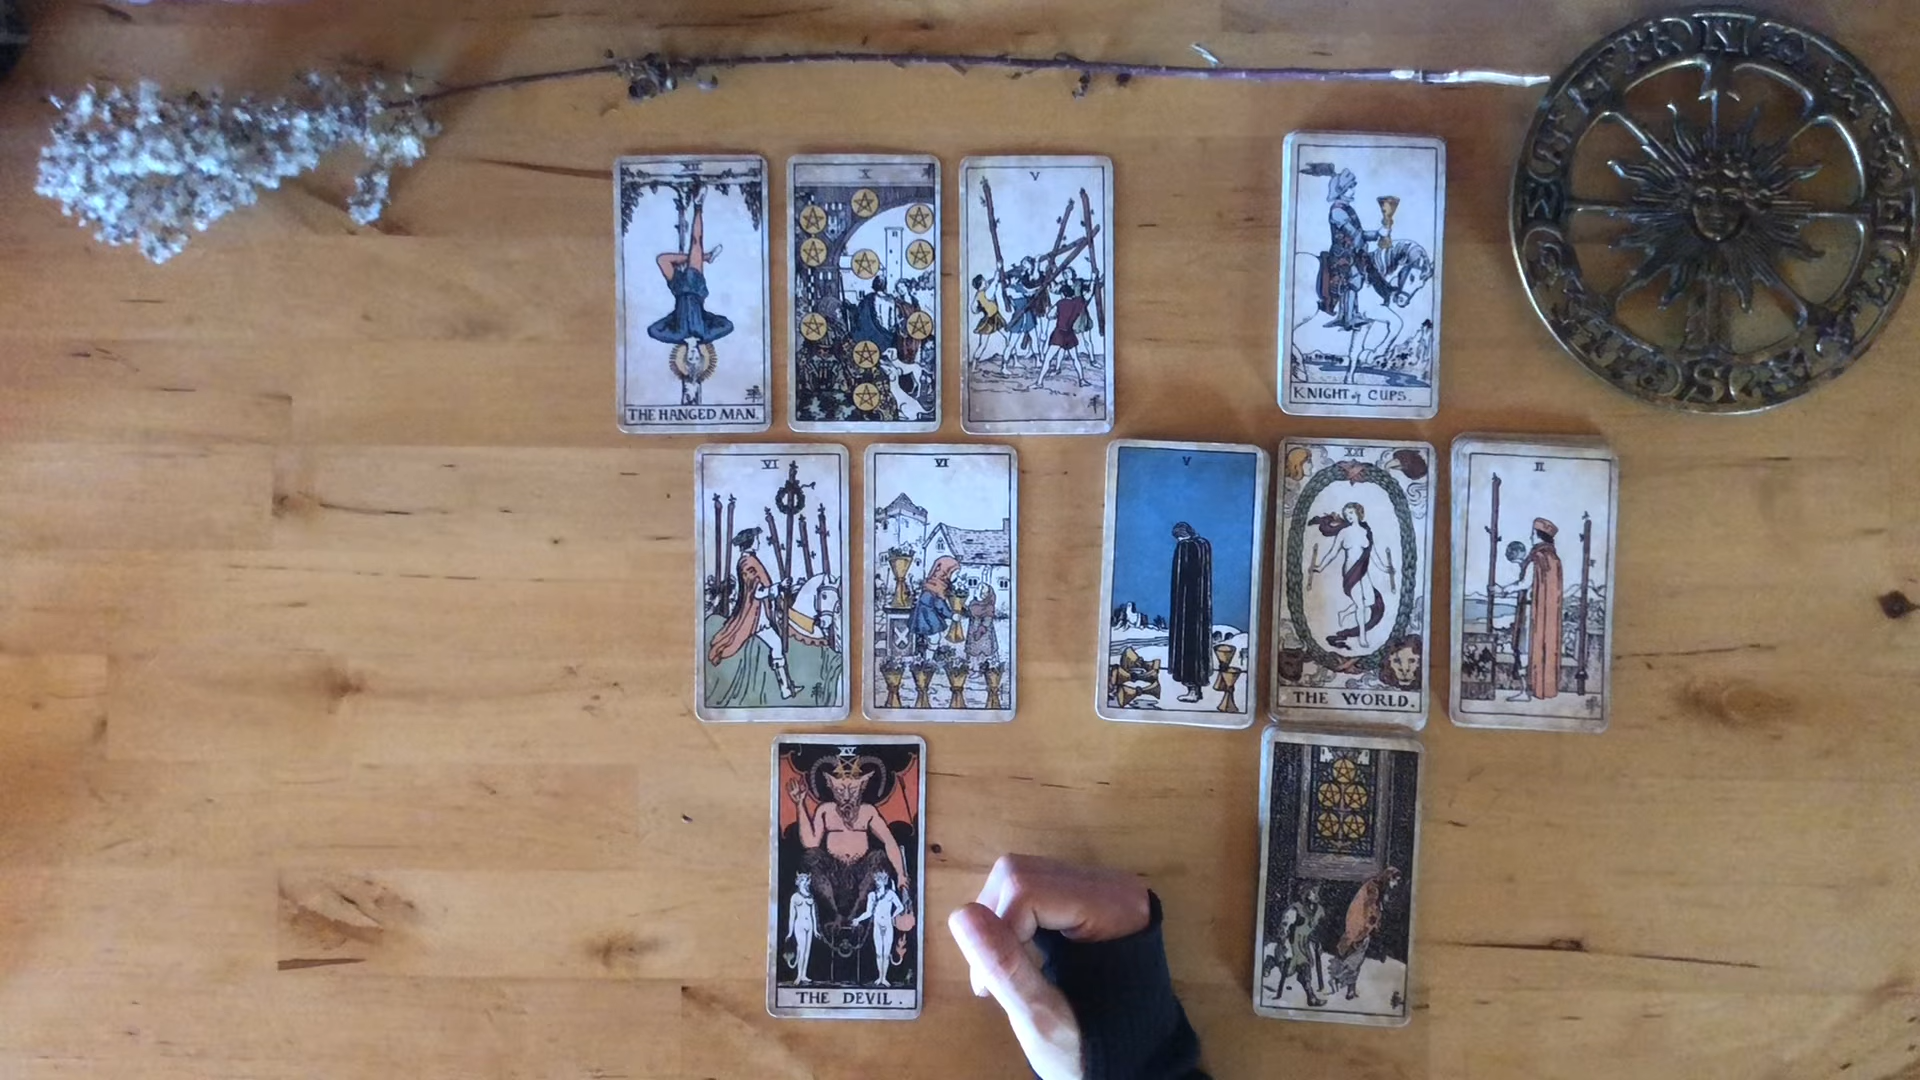 XII
THE HANGED MAN.
X
V
KNIGHT of CUPS.
VI
VI
V
XXI
THE WORLD.
II
XV
THE DEVIL.
N
S